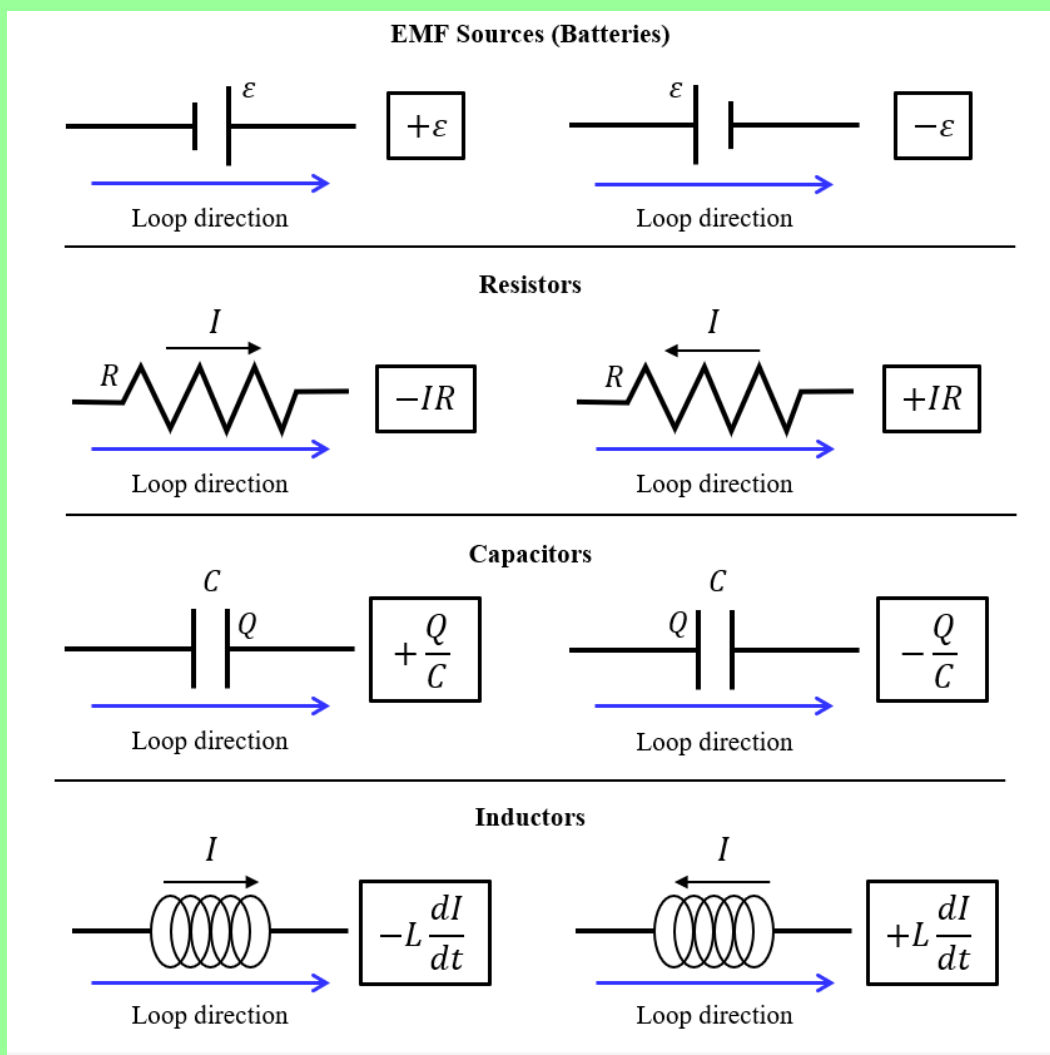 EMF Sources (Batteries)
ε +ε ε −ε
Loop direction Loop direction
Resistors
I I
R −IR R +IR
Loop direction Loop direction
Capacitors
C C
Q +Q/C Q −Q/C
Loop direction Loop direction
Inductors
I I
−L dI/dt +L dI/dt
Loop direction Loop direction